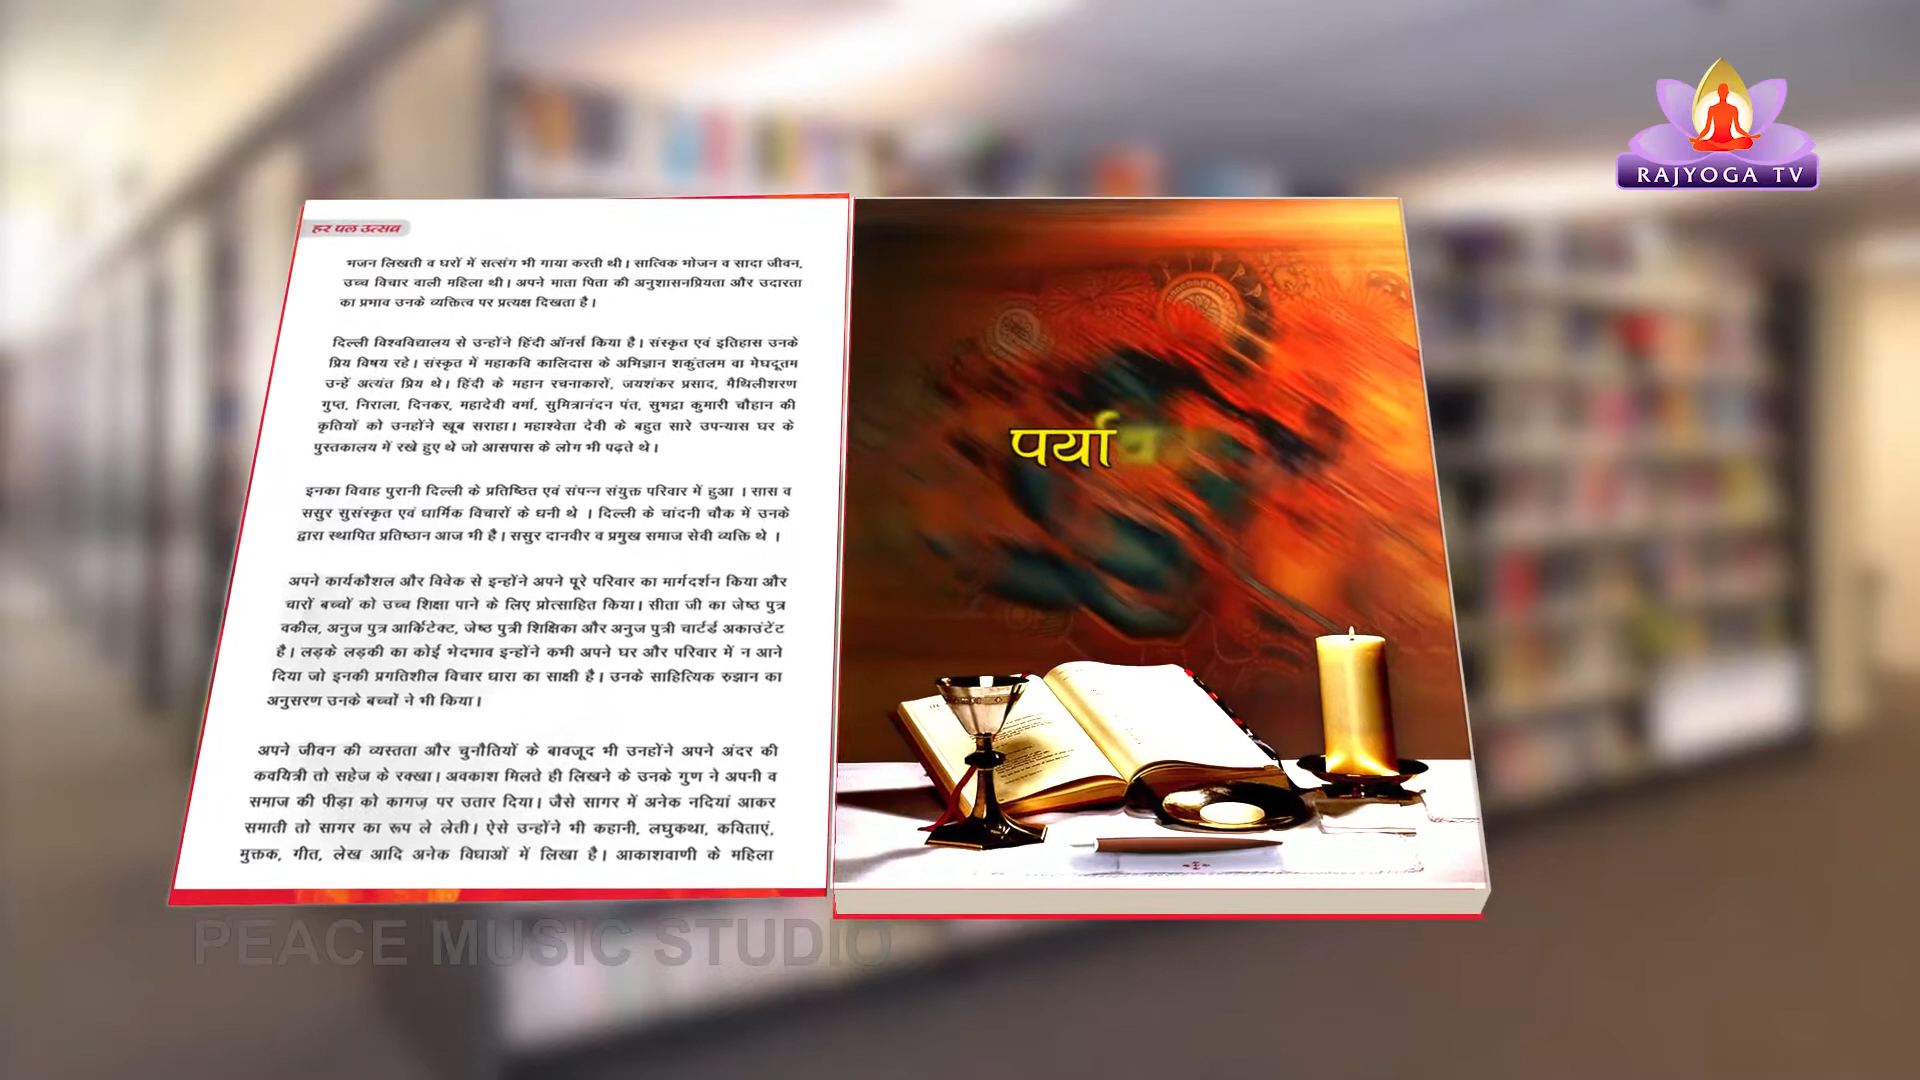 हर पल उत्सव
भजन लिखती व घरों में सत्संग भी गाया करती थी। सात्विक भोजन व सादा जीवन,
उच्च विचार वाली महिला थी। अपने माता पिता की अनुशासनप्रियता और उदारता
का प्रभाव उनके व्यक्तित्व पर प्रत्यक्ष दिखता है।
दिल्ली विश्वविद्यालय से उन्होंने हिंदी ऑनर्स किया है। संस्कृत एवं इतिहास उनके
प्रिय विषय रहे। संस्कृत में महाकवि कालिदास के अभिज्ञान शकुंतलम वा मेघदूतम
उन्हें अत्यंत प्रिय थे। हिंदी के महान रचनाकारों, जयशंकर प्रसाद, मैथिलीशरण
गुप्त, निराला, दिनकर, महादेवी वर्मा, सुमित्रानंदन पंत, सुभद्रा कुमारी चौहान की
कृतियों को उनहोंने खूब सराहा। महाश्वेता देवी के बहुत सारे उपन्यास घर के
पुस्तकालय में रखे हुए थे जो आसपास के लोग भी पढ़ते थे।
इनका विवाह पुरानी दिल्ली के प्रतिष्ठित एवं संपन्न संयुक्त परिवार में हुआ । सास व
ससुर सुसंस्कृत एवं धार्मिक विचारों के धनी थे । दिल्ली के चांदनी चौक में उनके
द्वारा स्थापित प्रतिष्ठान आज भी है। ससुर दानवीर व प्रमुख समाज सेवी व्यक्ति थे ।
अपने कार्यकौशल और विवेक से इन्होंने अपने पूरे परिवार का मार्गदर्शन किया और
चारों बच्चों को उच्च शिक्षा पाने के लिए प्रोत्साहित किया। सीता जी का जेष्ठ पुत्र
वकील, अनुज पुत्र आर्किटेक्ट, जेष्ठ पुत्री शिक्षिका और अनुज पुत्री चार्टर्ड अकाउंटेंट
है। लड़के लड़की का कोई भेदभाव इन्होंने कभी अपने घर और परिवार में न आने
दिया जो इनकी प्रगतिशील विचार धारा का साक्षी है। उनके साहित्यिक रुझान का
अनुसरण उनके बच्चों ने भी किया।
अपने जीवन की व्यस्तता और चुनौतियों के बावजूद भी उनहोंने अपने अंदर की
कवयित्री तो सहेज के रक्खा। अवकाश मिलते ही लिखने के उनके गुण ने अपनी व
समाज की पीड़ा को कागज़ पर उतार दिया। जैसे सागर में अनेक नदियां आकर
समाती तो सागर का रूप ले लेती। ऐसे उन्होंने भी कहानी, लघुकथा, कविताएं,
मुक्तक, गीत, लेख आदि अनेक विधाओं में लिखा है। आकाशवाणी के महिला
पर्याव
RAJYOGA TV
PEACE MUSIC STUDIO